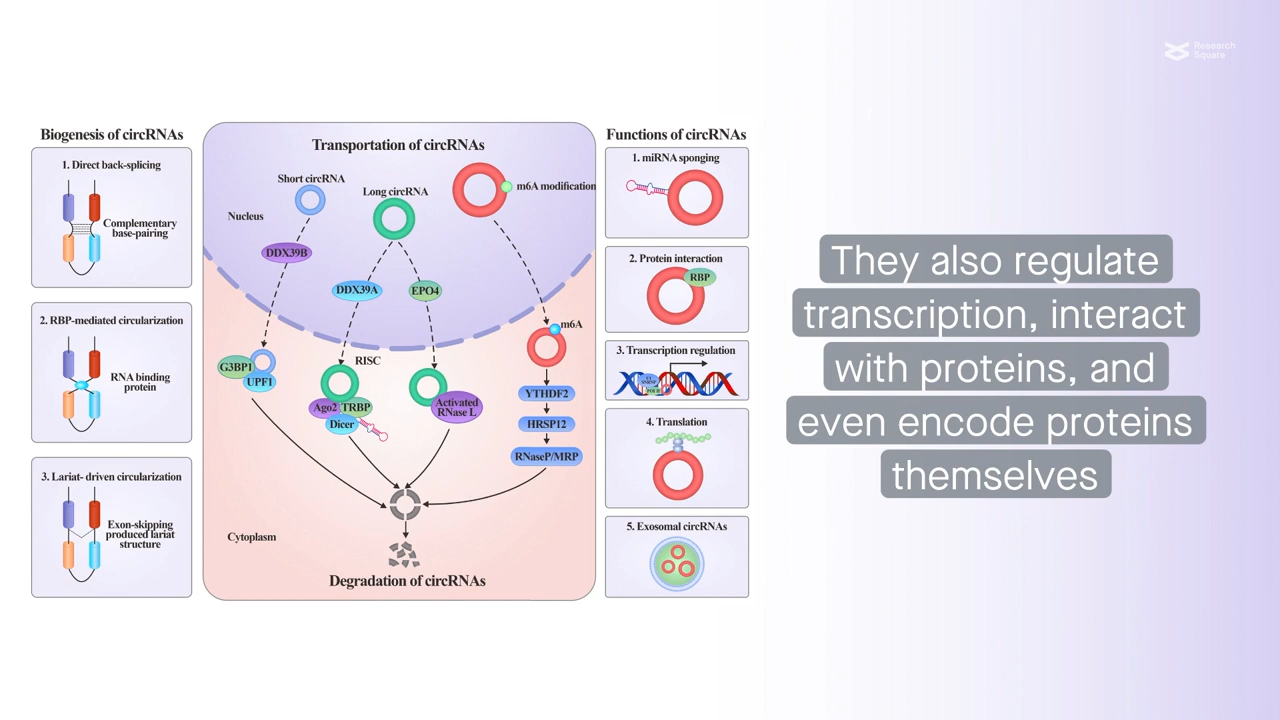 Research
Square
Biogenesis of circRNAs
1. Direct back-splicing
Complementary
base-pairing
2. RBP-mediated circularization
RNA binding
protein
3. Lariat- driven circularization
Exon-skipping
produced lariat
structure
Transportation of circRNAs
Short circRNA
Long circRNA
m6A modification
Nucleus
DDX39B
DDX39A
EPO4
m6A
G3BP1
UPF1
RISC
Ago2
TRBP
Dicer
Activated
RNase L
YTHDF2
HRSP12
RNaseP/MRP
Cytoplasm
Degradation of circRNAs
Functions of circRNAs
1. miRNA sponging
2. Protein interaction
RBP
3. Transcription regulation
4. Translation
5. Exosomal circRNAs
They also regulate
transcription, interact
with proteins, and
even encode proteins
themselves